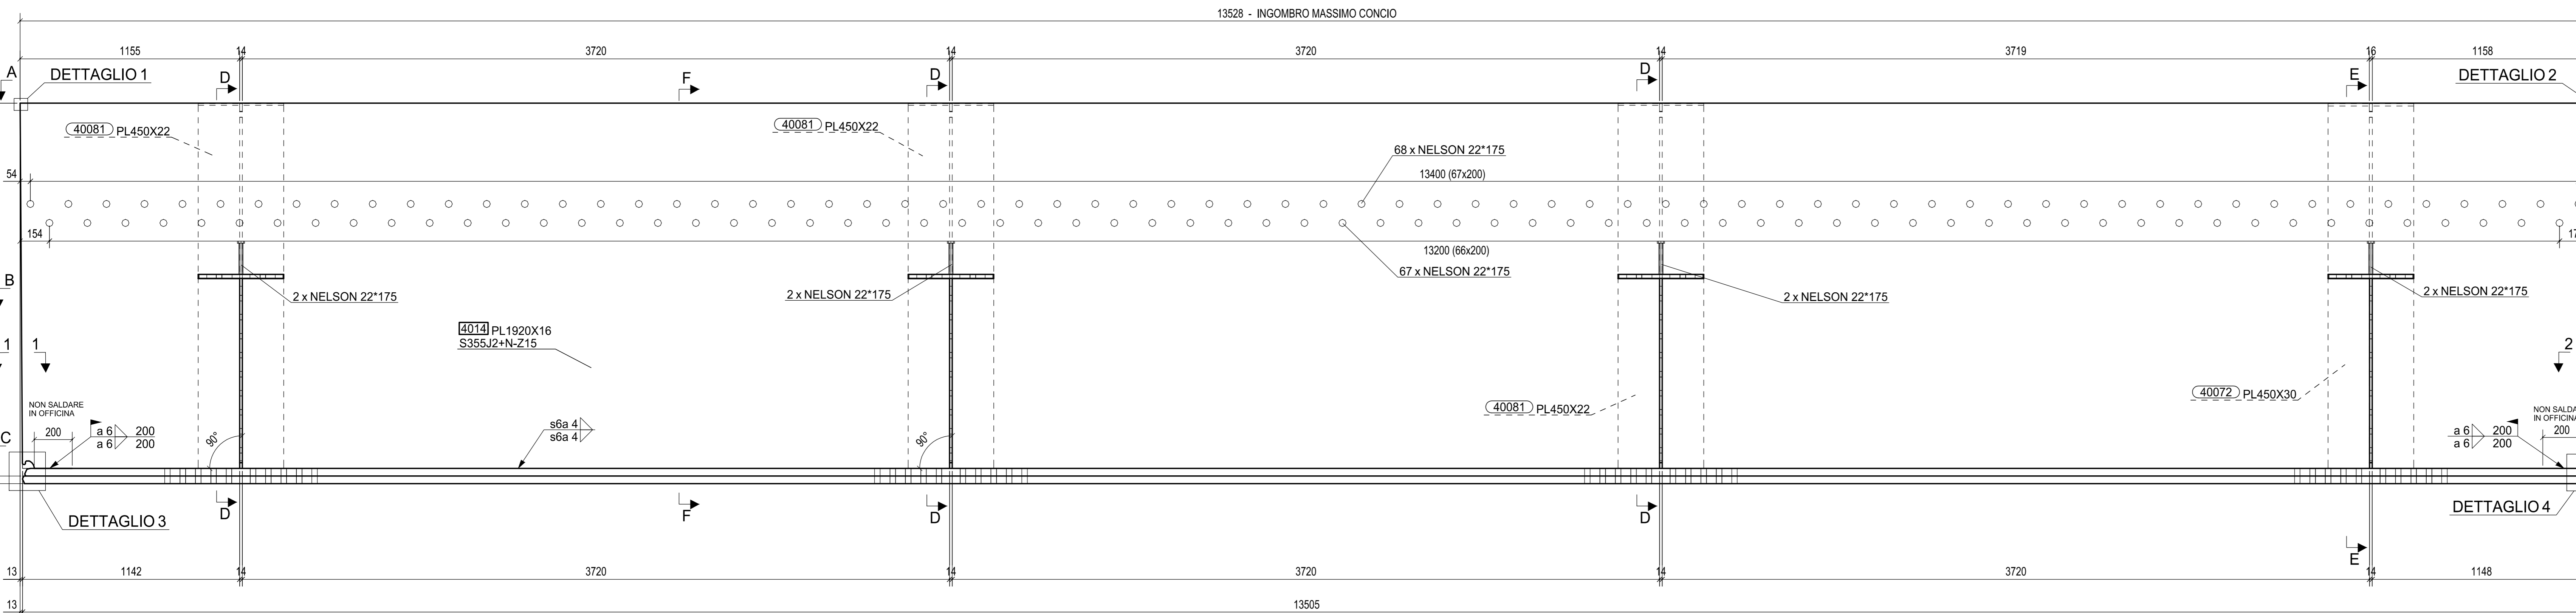 13528 - INGOMBRO MASSIMO CONCIO
1155
14
3720
14
3720
14
3719
16
1158
A
DETTAGLIO 1
D
F
D
D
E
DETTAGLIO 2
40081 PL450X22
40081 PL450X22
68 x NELSON 22*175
54
13400 (67x200)
154
13200 (66x200)
67 x NELSON 22*175
B
2 x NELSON 22*175
2 x NELSON 22*175
2 x NELSON 22*175
2 x NELSON 22*175
4014 PL1920X16
S355J2+N-Z15
1
1
2
40081 PL450X22
40072 PL450X30
NON SALDARE
IN OFFICINA
200
a 6 200
a 6 200
90°
s6a 4
s6a 4
90°
C
a 6 200
a 6 200
NON SALDA
IN OFFICINA
200
DETTAGLIO 3
D
F
D
D
E
DETTAGLIO 4
13
1142
14
3720
14
3720
14
3720
14
1148
13
13505